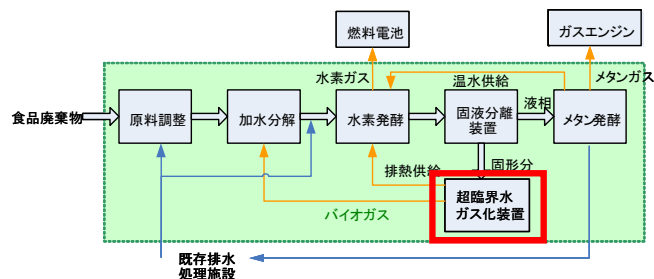 燃料電池
ガスエンジン
水素ガス
温水供給
メタンガス
食品廃棄物
原料調整
加水分解
水素発酵
固液分離
装置
液相
メタン発酵
排熱供給
固形分
超臨界水
ガス化装置
バイオガス
既存排水
処理施設